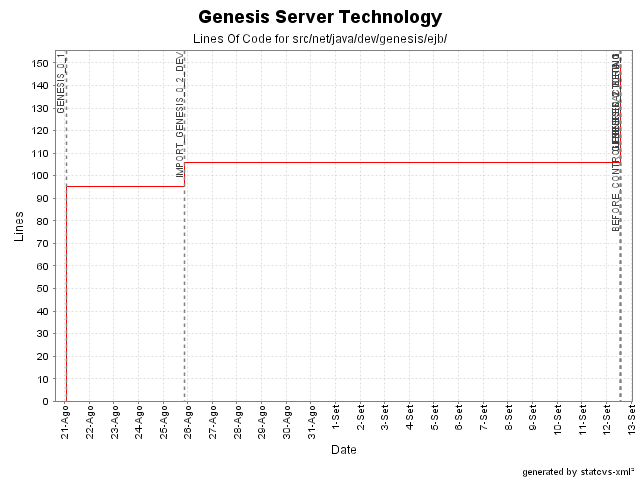 Genesis Server Technology
Lines Of Code for src/net/java/dev/genesis/ejb/
150
140
130
120
110
100
90
80
70
60
50
40
30
20
10
0
Lines
GENESIS_0_1
IMPORT_GENESIS_0_2_DEV
21-Ago
22-Ago
23-Ago
24-Ago
25-Ago
26-Ago
27-Ago
28-Ago
29-Ago
30-Ago
31-Ago
1-Set
2-Set
3-Set
4-Set
5-Set
6-Set
7-Set
8-Set
9-Set
10-Set
11-Set
12-Set
13-Set
Date
generated by statcvs-xml²